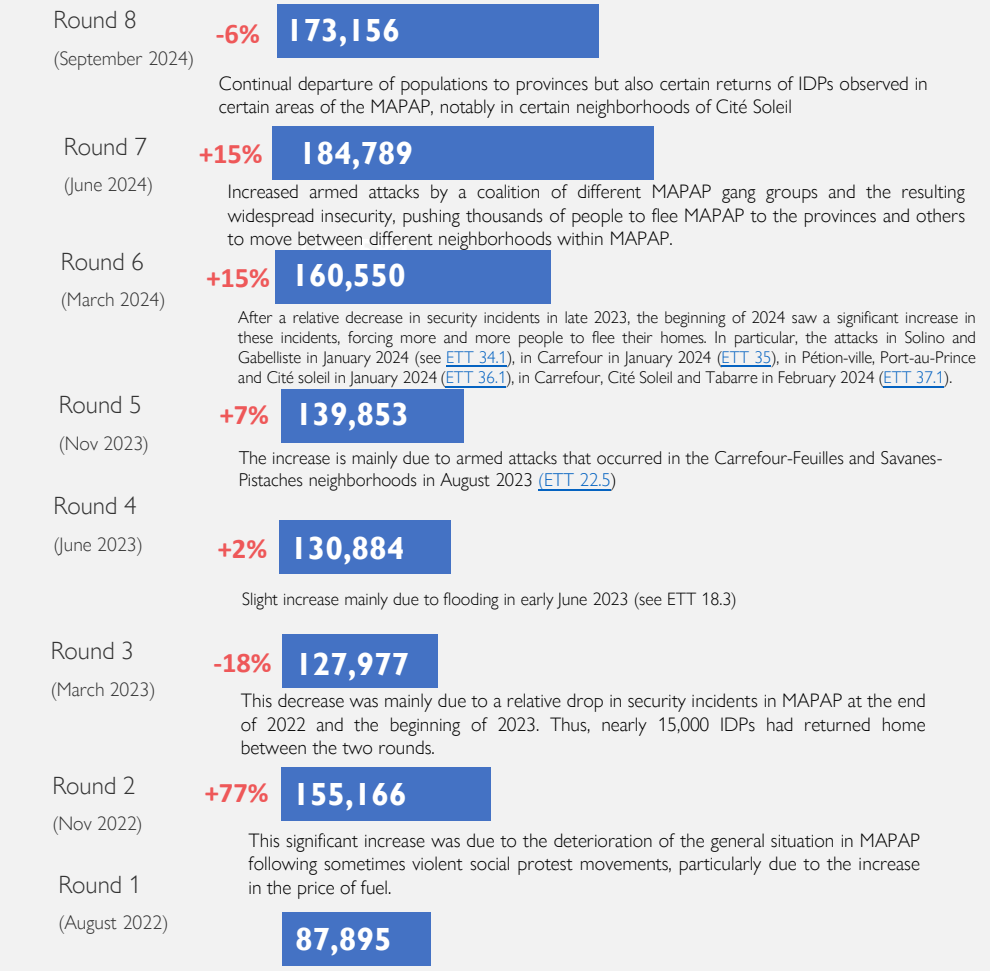 Round 8
(September 2024)
-6%
173,156
Continual departure of populations to provinces but also certain returns of IDPs observed in
certain areas of the MAPAP, notably in certain neighborhoods of Cité Soleil
Round 7
(June 2024)
+15%
184,789
Increased armed attacks by a coalition of different MAPAP gang groups and the resulting
widespread insecurity, pushing thousands of people to flee MAPAP to the provinces and others
to move between different neighborhoods within MAPAP.
Round 6
(March 2024)
+15%
160,550
After a relative decrease in security incidents in late 2023, the beginning of 2024 saw a significant increase in
these incidents, forcing more and more people to flee their homes. In particular, the attacks in Solino and
Gabelliste in January 2024 (see ETT 34.1), in Carrefour in January 2024 (ETT 35), in Pétion-ville, Port-au-Prince
and Cité soleil in January 2024 (ETT 36.1), in Carrefour, Cité Soleil and Tabarre in February 2024 (ETT 37.1).
Round 5
(Nov 2023)
+7%
139,853
The increase is mainly due to armed attacks that occurred in the Carrefour-Feuilles and Savanes-
Pistaches neighborhoods in August 2023 (ETT 22.5)
Round 4
(June 2023)
+2%
130,884
Slight increase mainly due to flooding in early June 2023 (see ETT 18.3)
Round 3
(March 2023)
-18%
127,977
This decrease was mainly due to a relative drop in security incidents in MAPAP at the end
of 2022 and the beginning of 2023. Thus, nearly 15,000 IDPs had returned home
between the two rounds.
Round 2
(Nov 2022)
+77%
155,166
This significant increase was due to the deterioration of the general situation in MAPAP
following sometimes violent social protest movements, particularly due to the increase
in the price of fuel.
Round 1
(August 2022)
87,895